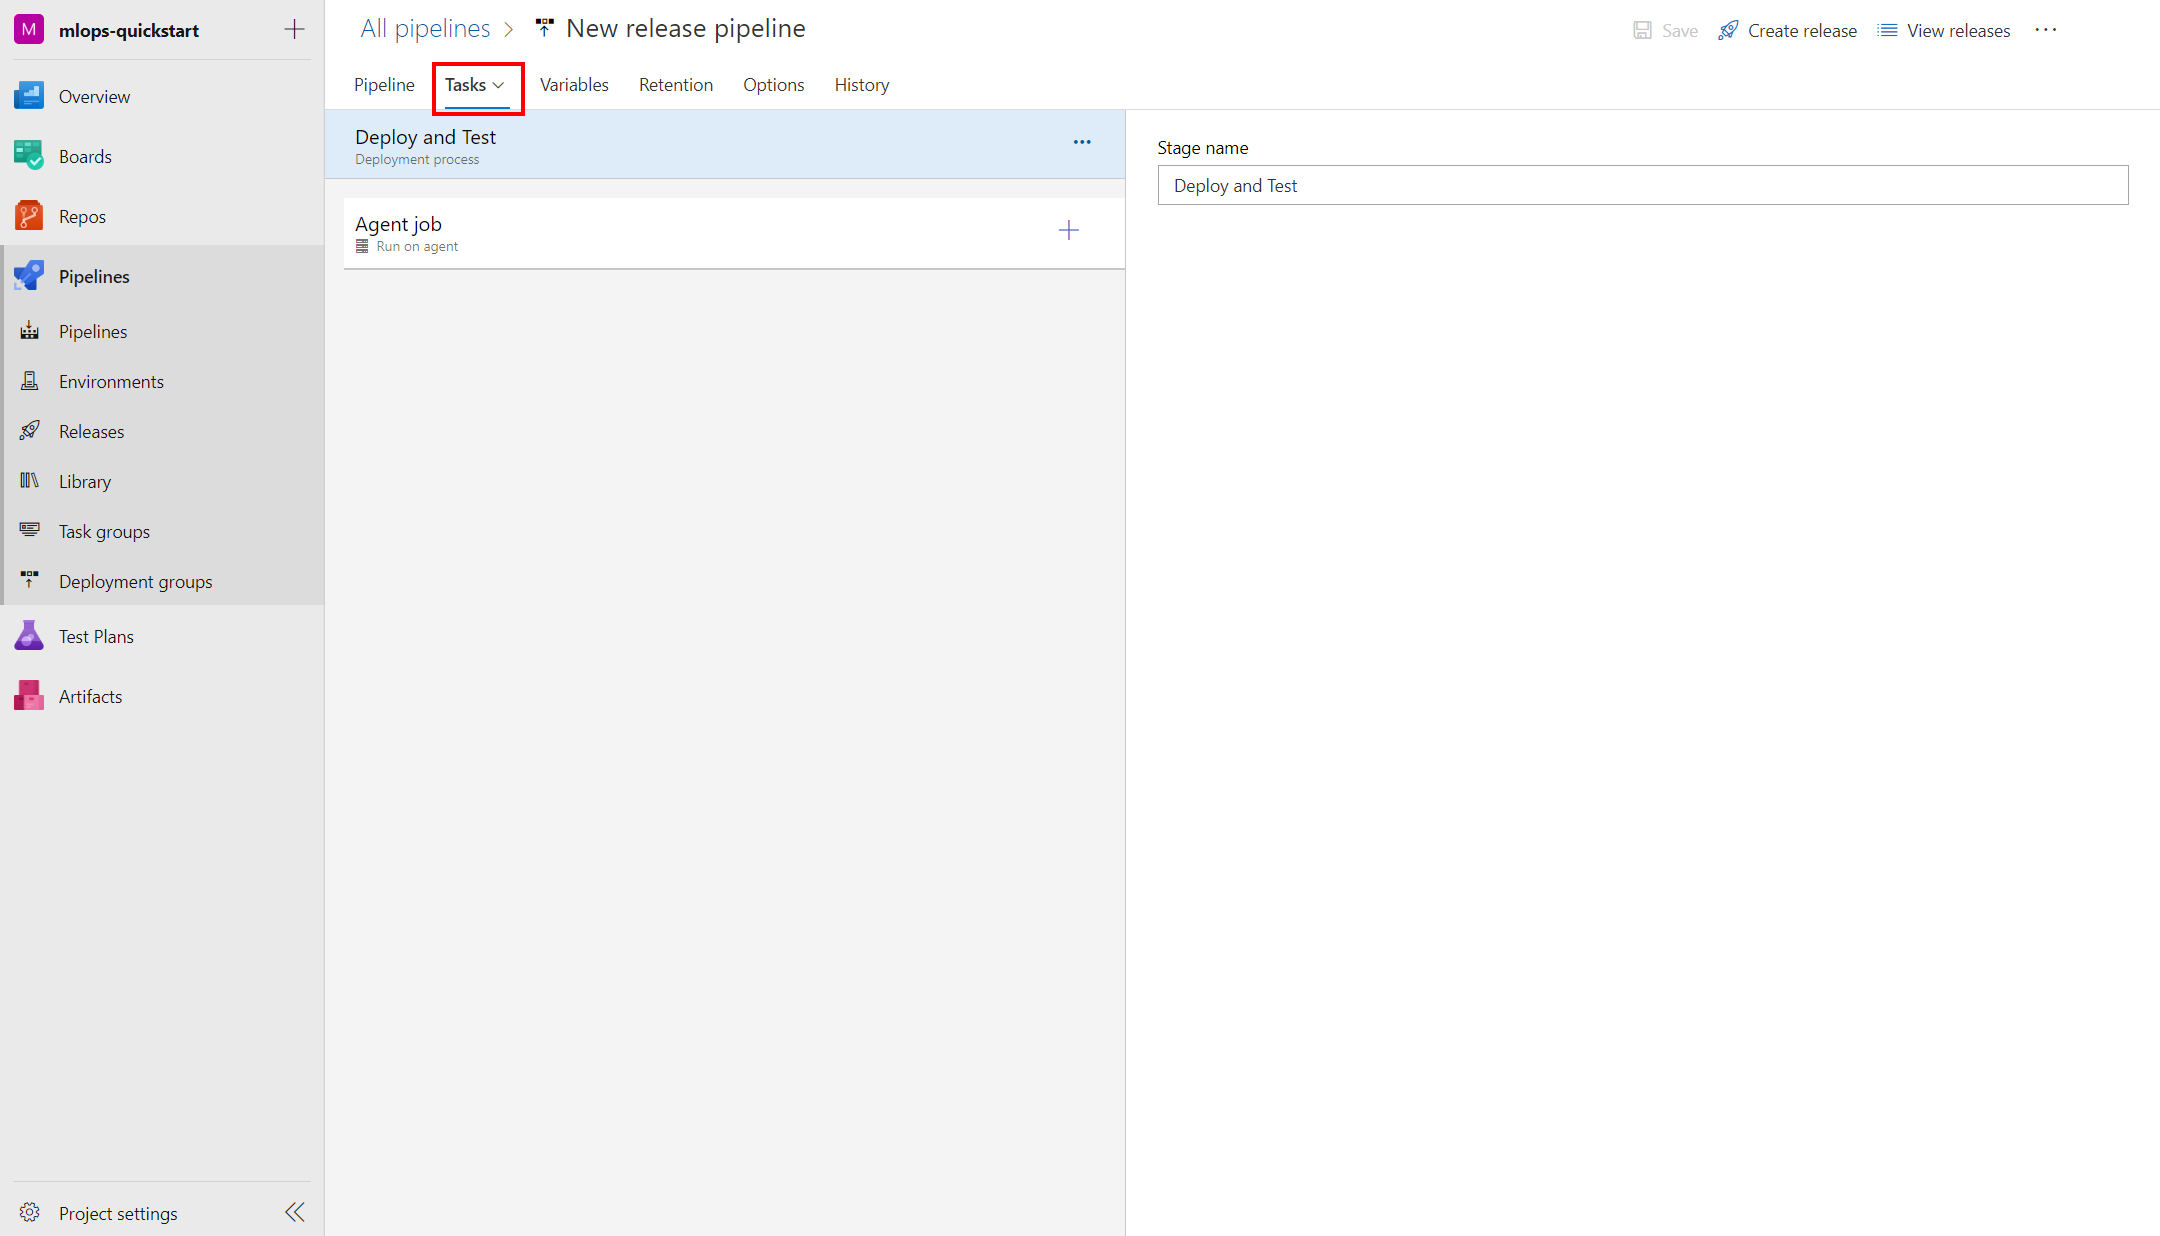 M mlops-quickstart
Overview
Boards
Repos
Pipelines
Pipelines
Environments
Releases
Library
Task groups
Deployment groups
Test Plans
Artifacts
Project settings
All pipelines > New release pipeline
Save Create release View releases ...
Pipeline Tasks Variables Retention Options History
Deploy and Test
Deployment process
Agent job
Run on agent
Stage name
Deploy and Test